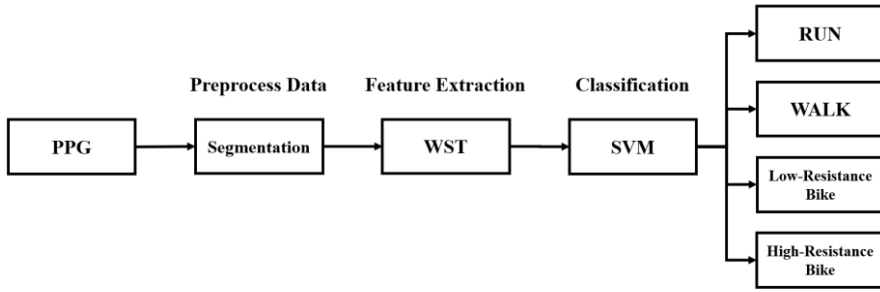 Preprocess Data
Feature Extraction
Classification
PPG
Segmentation
WST
SVM
RUN
WALK
Low-Resistance
Bike
High-Resistance
Bike